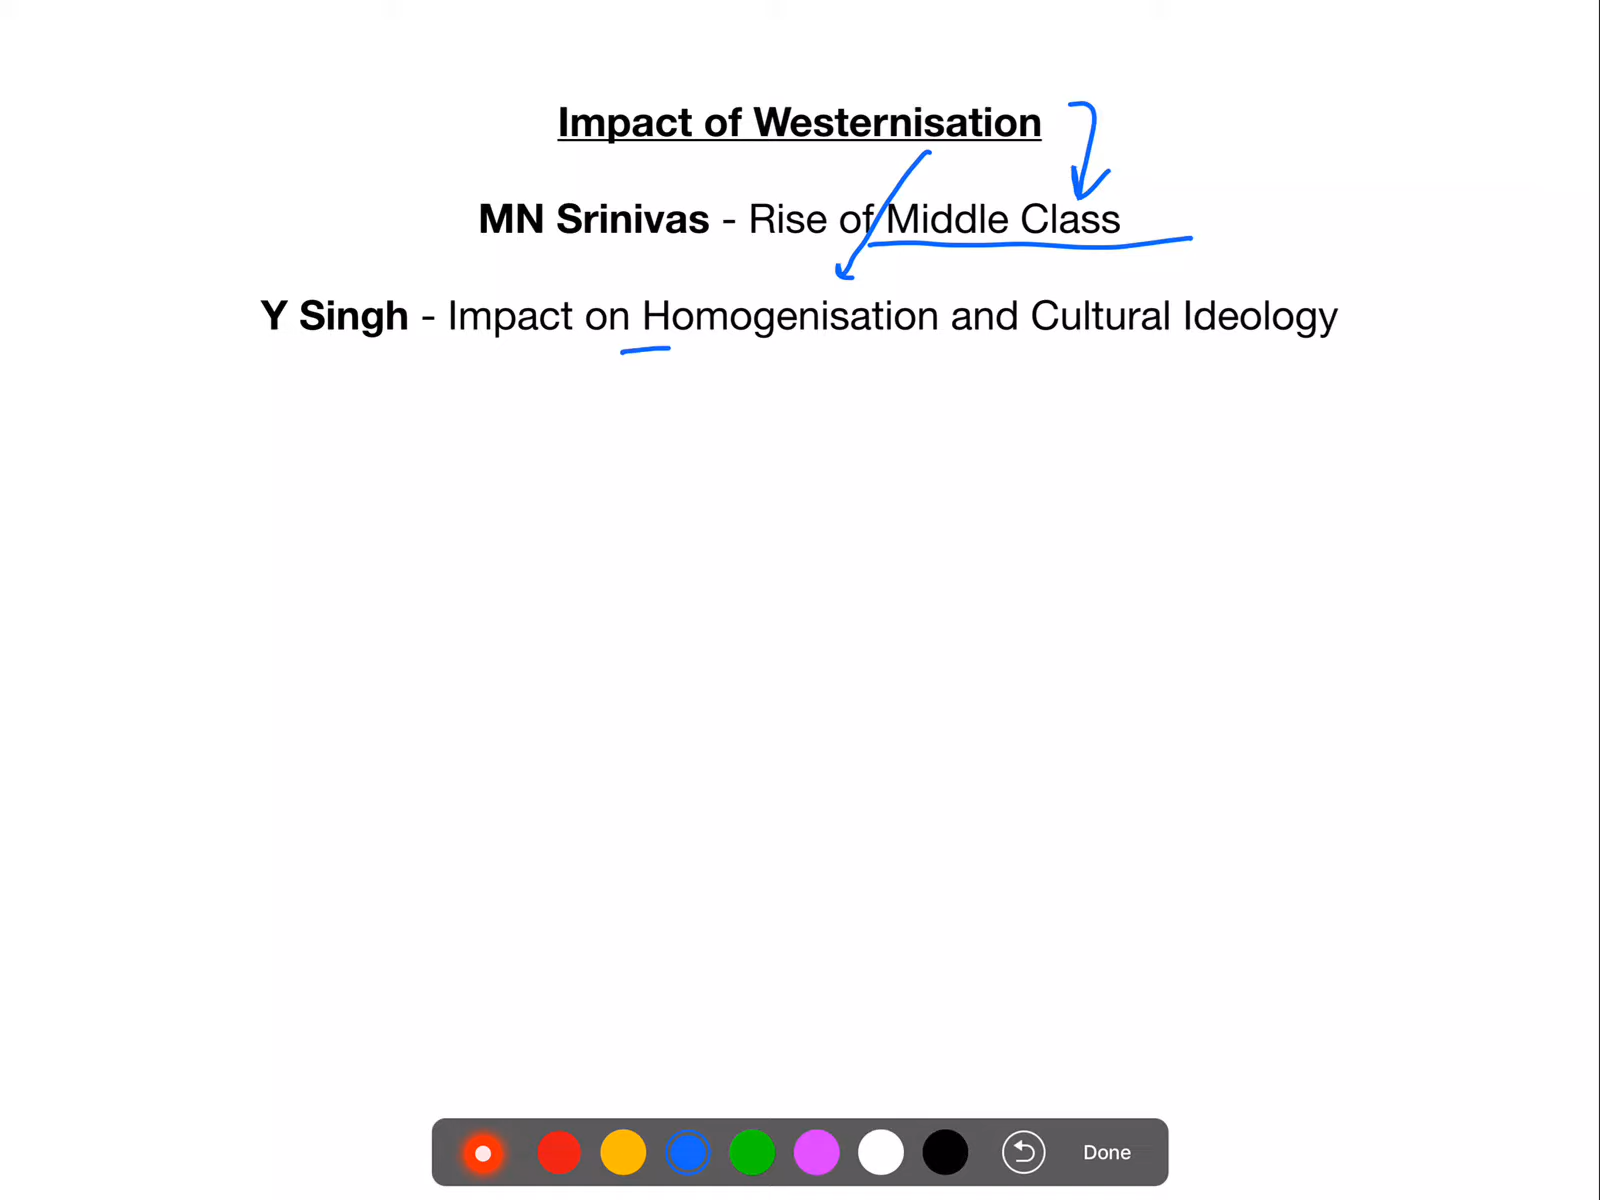 Impact of Westernisation
MN Srinivas - Rise of Middle Class
Y Singh - Impact on Homogenisation and Cultural Ideology
Done